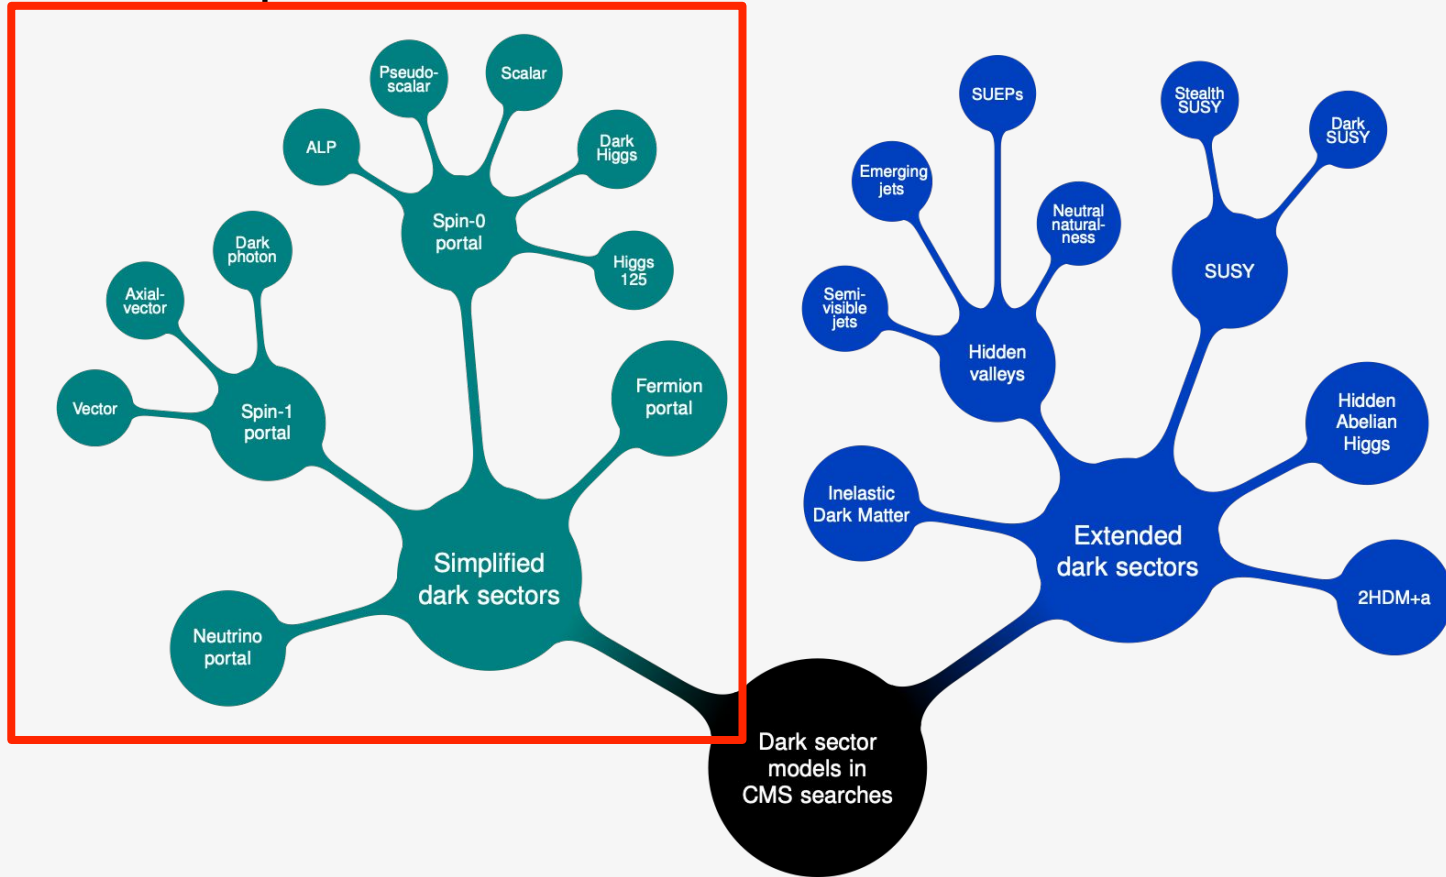 Pseudo-
scalar
Scalar
ALP
Dark
Higgs
Spin-0
portal
Higgs
125
Dark
photon
Axial-
vector
Vector
Spin-1
portal
Fermion
portal
Simplified
dark sectors
Neutrino
portal
SUEPs
Stealth
SUSY
Dark
SUSY
Emerging
jets
Neutral
natural-
ness
SUSY
Semi-
visible
jets
Hidden
valleys
Hidden
Abelian
Higgs
Inelastic
Dark Matter
Extended
dark sectors
2HDM+a
Dark sector
models in
CMS searches